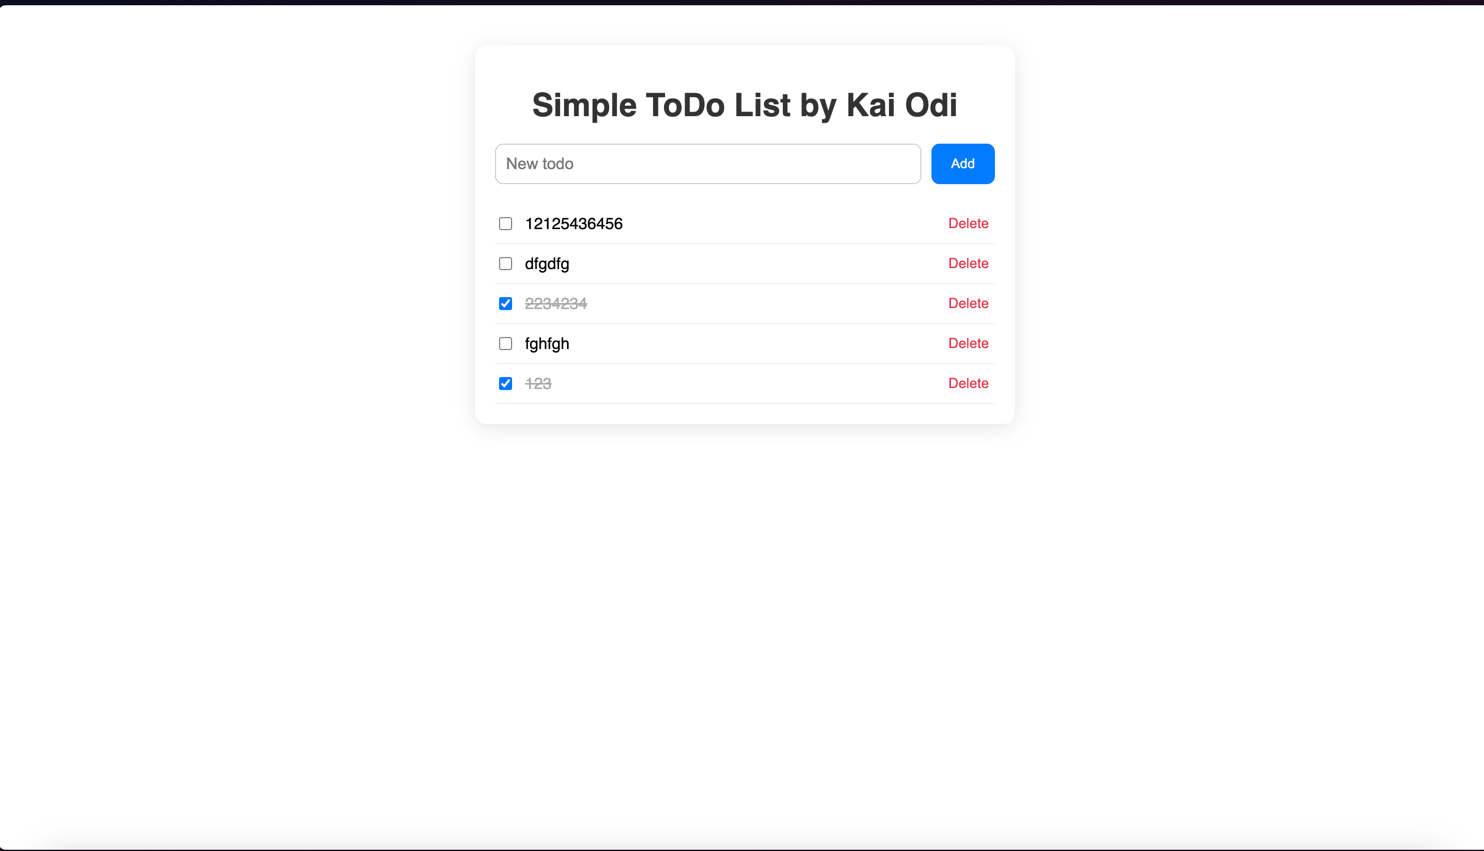 Simple ToDo List by Kai Odi
New todo
Add
12125436456 Delete
dfgdfg Delete
2234234 Delete
fghfgh Delete
123 Delete